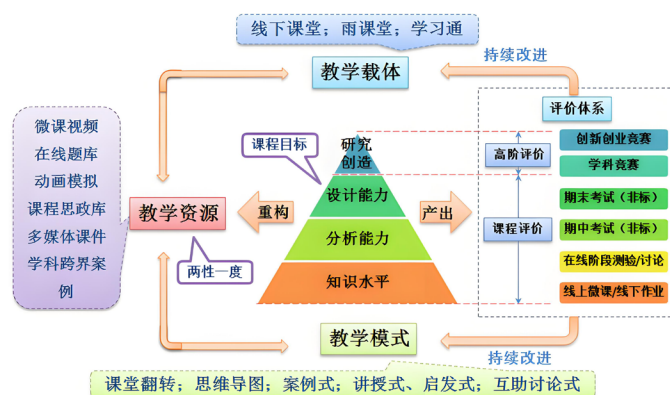 线下课堂；雨课堂；学习通
教学载体
持续改进
微课视频
在线题库
动画模拟
课程思政库
多媒体课件
学科跨界案
例
教学资源
两性一度
重构
课程目标
研究
创造
设计能力
分析能力
知识水平
产出
评价体系
高阶评价
课程评价
创新创业竞赛
学科竞赛
期末考试（非标）
期中考试（非标）
在线阶段测验/讨论
线上微课/线下作业
教学模式
持续改进
课堂翻转；思维导图；案例式；讲授式、启发式；互助讨论式